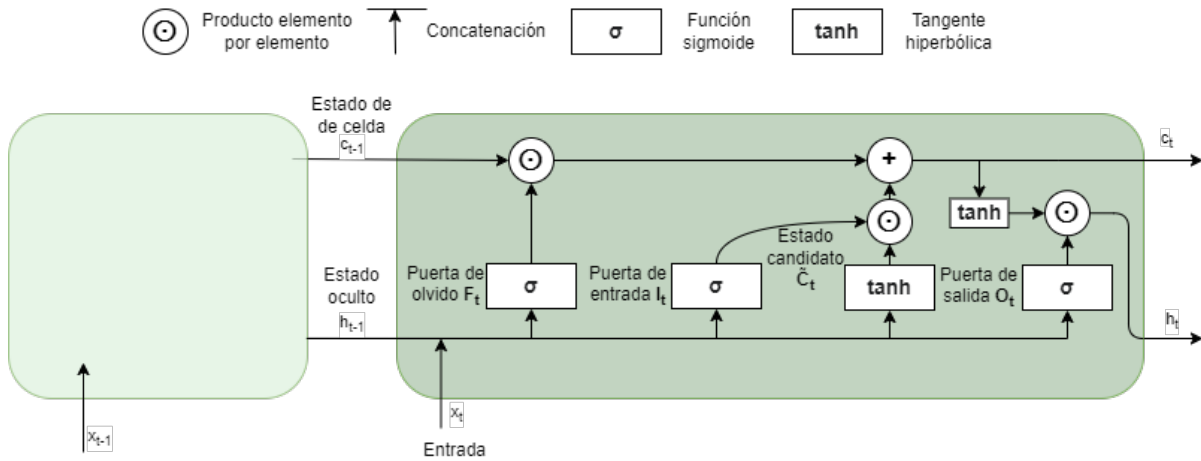 ⊙
Producto elemento
por elemento
Concatenación
σ
Función
sigmoide
tanh
Tangente
hiperbólica
Estado de
de celda
c_{t-1}
⊙
+
c_t
tanh
⊙
⊙
Estado
oculto
h_{t-1}
Puerta de
olvido F_t
σ
Puerta de
entrada I_t
σ
Estado
candidato
C̃_t
tanh
Puerta de
salida O_t
σ
h_t
x_{t-1}
x_t
Entrada